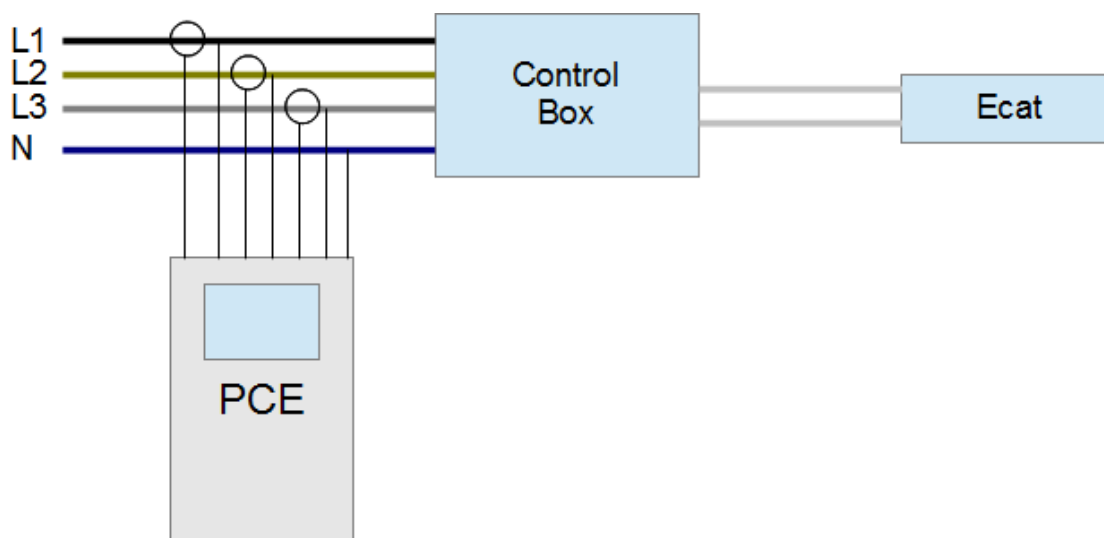 L1
L2
L3
N
Control
Box
Ecat
PCE